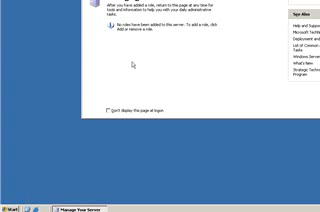 After you have added a role, return to this page at any time for
tools and information to help you with your daily administrative
tasks.
No roles have been added to this server. To add a role, click
Add or remove a role.
See Also
Help and Suppo
Microsoft Techn
Deployment and
List of Common
Tasks
Windows Server
What's New
Strategic Techn
Program
Don't display this page at logon
Start
Manage Your Server